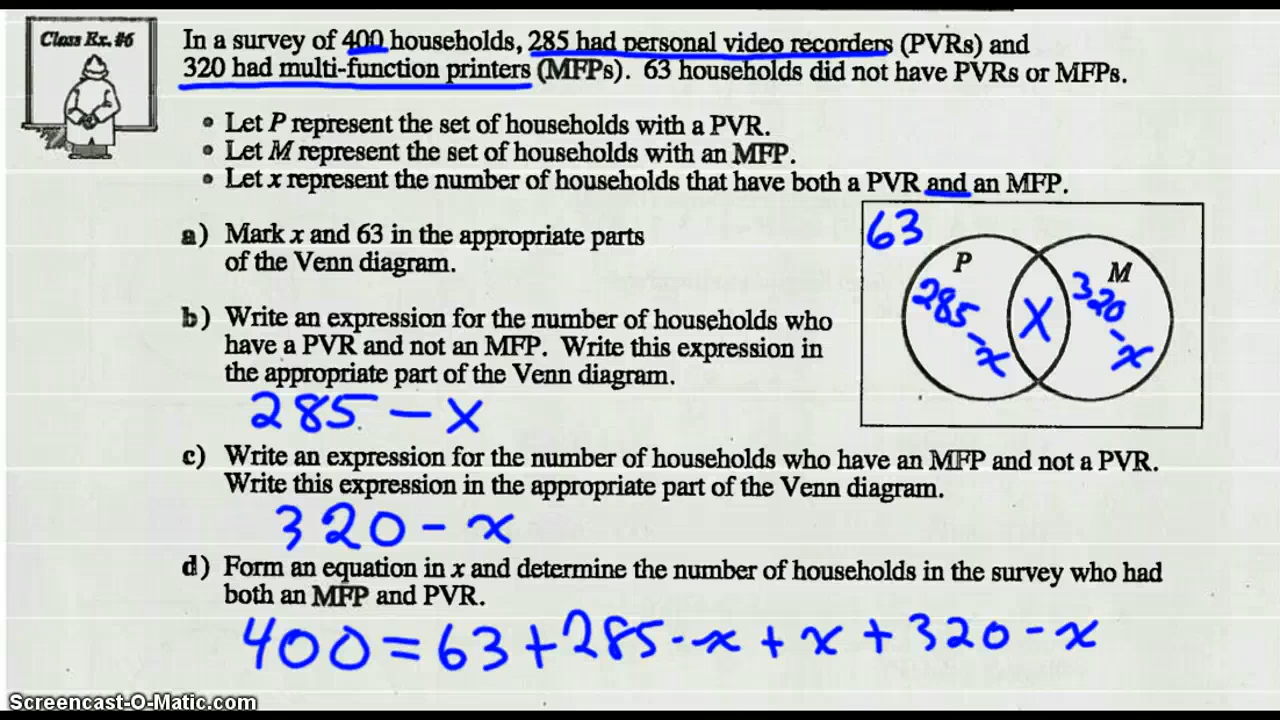 Class Ex. #6
In a survey of 400 households, 285 had personal video recorders (PVRs) and
320 had multi-function printers (MFPs). 63 households did not have PVRs or MFPs.
• Let P represent the set of households with a PVR.
• Let M represent the set of households with an MFP.
• Let x represent the number of households that have both a PVR and an MFP.
a) Mark x and 63 in the appropriate parts
of the Venn diagram.
63
P
M
285
- x
X
320
- x
b) Write an expression for the number of households who
have a PVR and not an MFP. Write this expression in
the appropriate part of the Venn diagram.
285 - x
c) Write an expression for the number of households who have an MFP and not a PVR.
Write this expression in the appropriate part of the Venn diagram.
320 - x
d) Form an equation in x and determine the number of households in the survey who had
both an MFP and PVR.
400 = 63 + 285 - x + x + 320 - x
Screencast-O-Matic.com